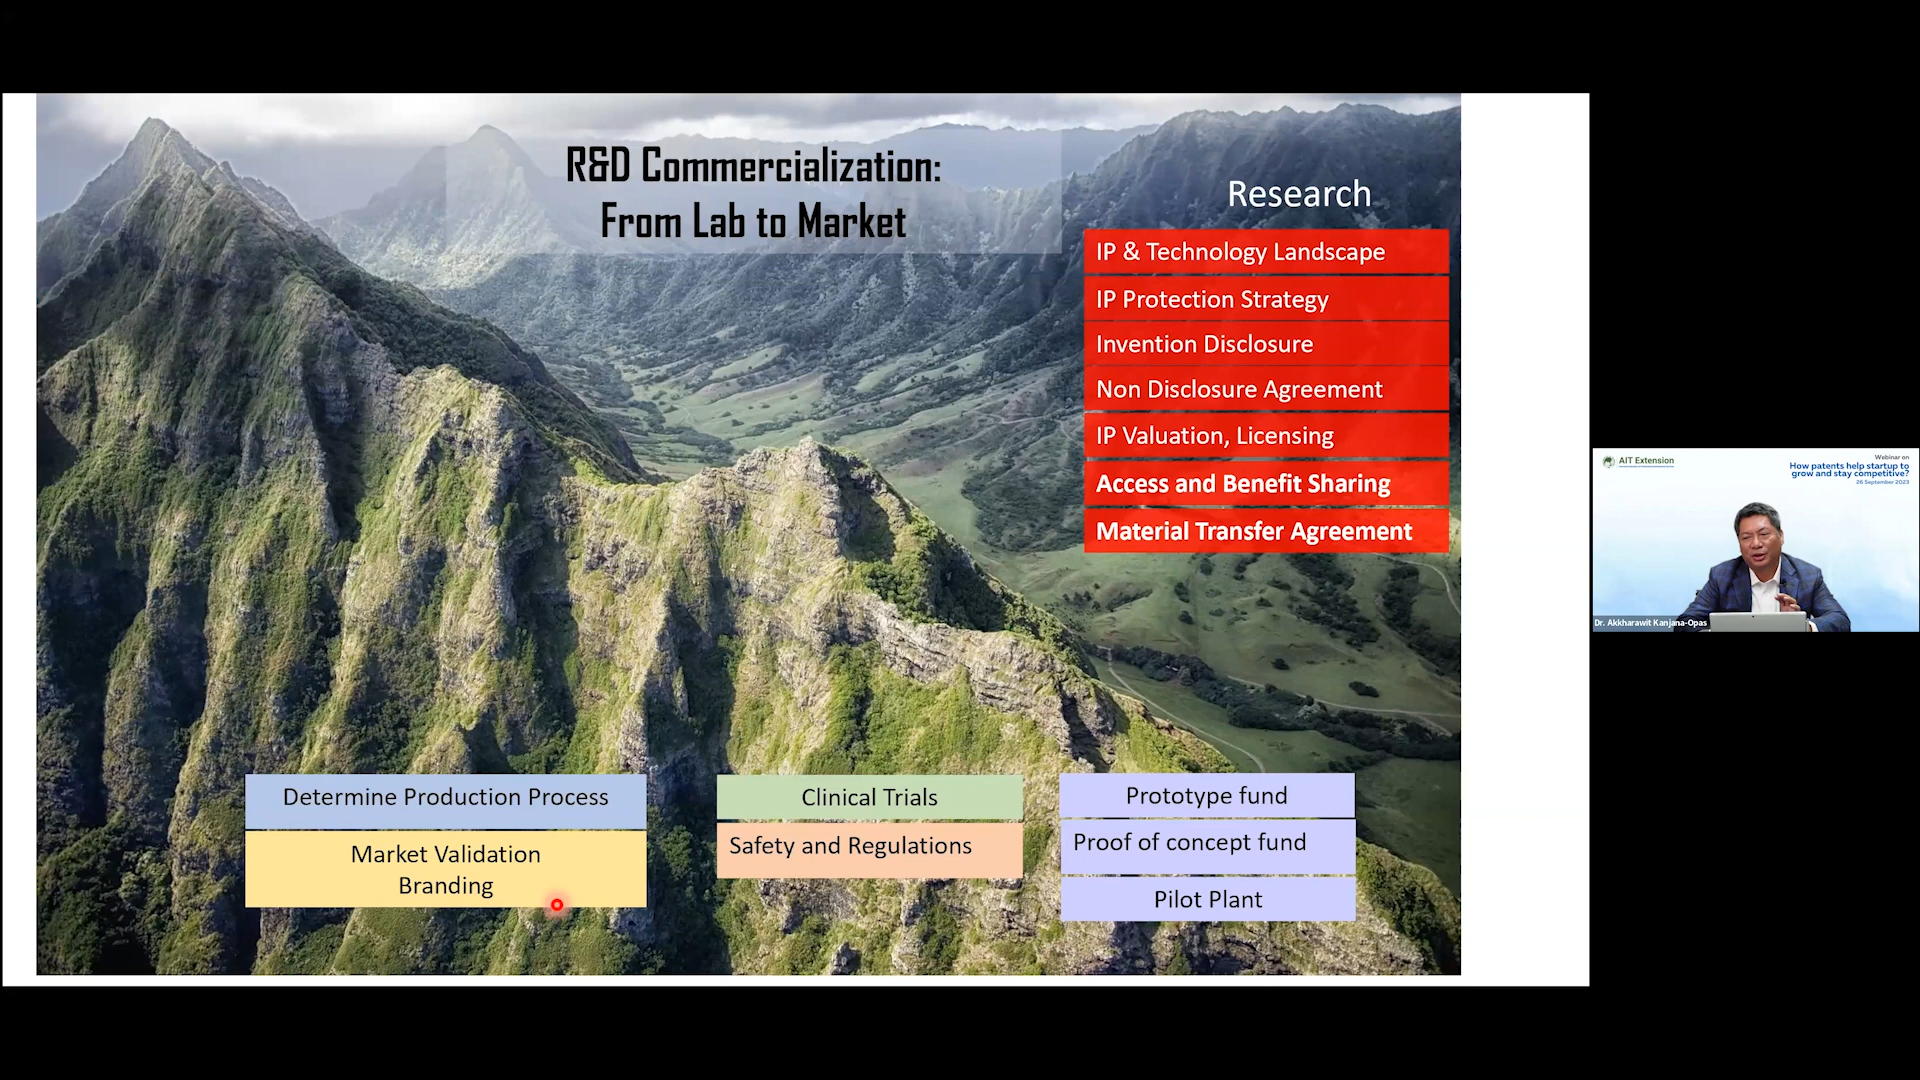 R&D Commercialization:
From Lab to Market
Research
IP & Technology Landscape
IP Protection Strategy
Invention Disclosure
Non Disclosure Agreement
IP Valuation, Licensing
Access and Benefit Sharing
Material Transfer Agreement
Determine Production Process
Market Validation
Branding
Clinical Trials
Safety and Regulations
Prototype fund
Proof of concept fund
Pilot Plant
AIT Extension
Webinar on
How patents help startup to
grow and stay competitive?
26 September 2023
Dr. Akkharawit Kanjana-Opas